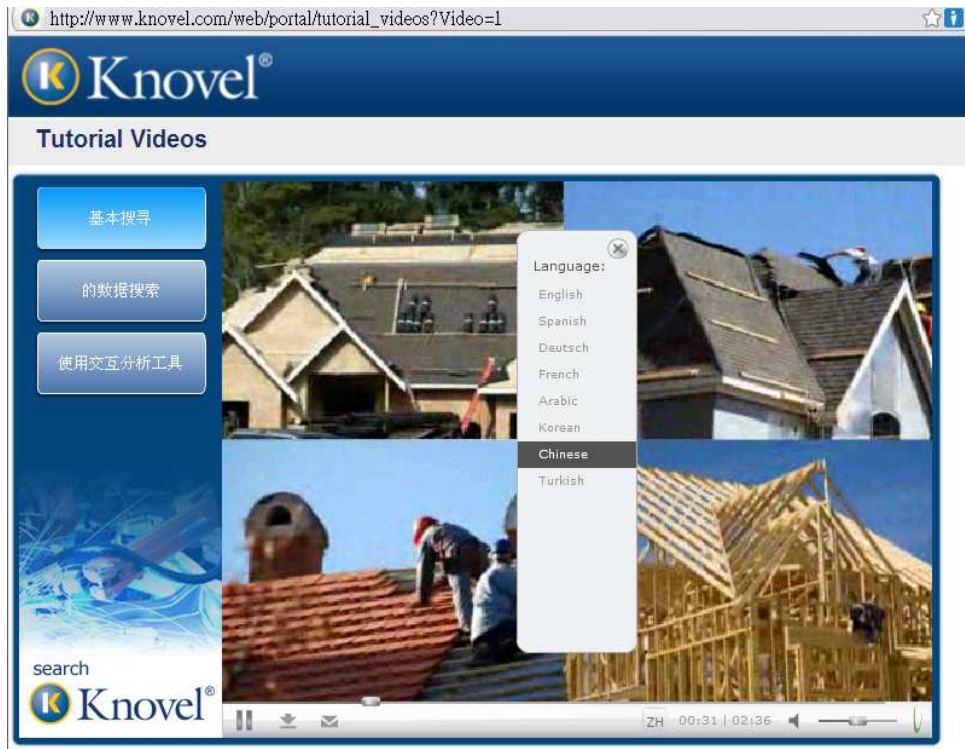 http://www.knovel.com/web/portal/tutorial_videos?Video=1
Knovel®
Tutorial Videos
基本搜寻
的数据搜索
使用交互分析工具
Language:
English
Spanish
Deutsch
French
Arabic
Korean
Chinese
Turkish
search
Knovel®
ZH 00:31 | 02:36